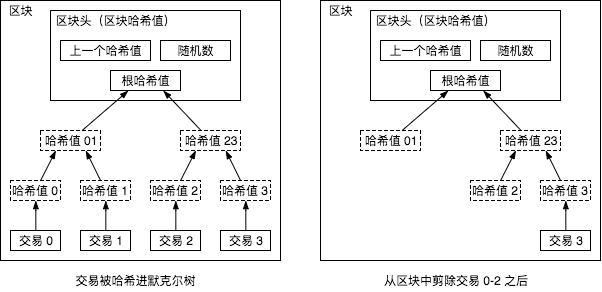 区块
区块头（区块哈希值）
上一个哈希值 随机数
根哈希值
哈希值 01 哈希值 23
哈希值 0 哈希值 1 哈希值 2 哈希值 3
交易 0 交易 1 交易 2 交易 3
交易被哈希进默克尔树
区块
区块头（区块哈希值）
上一个哈希值 随机数
根哈希值
哈希值 01 哈希值 23
哈希值 2 哈希值 3
交易 3
从区块中剪除交易 0-2 之后